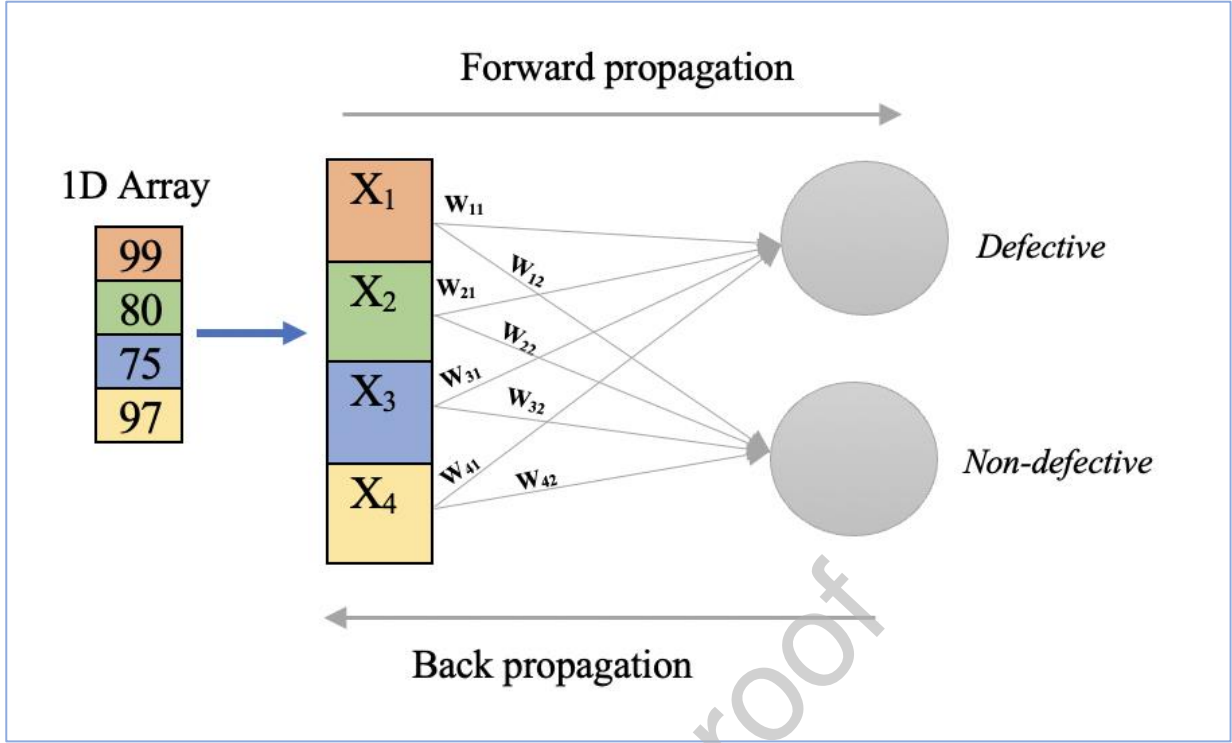 Forward propagation
1D Array
99
80
75
97
X₁
X₂
X₃
X₄
W₁₁
W₁₂
W₂₁
W₂₂
W₃₁
W₃₂
W₄₁
W₄₂
Defective
Non-defective
Back propagation
roof